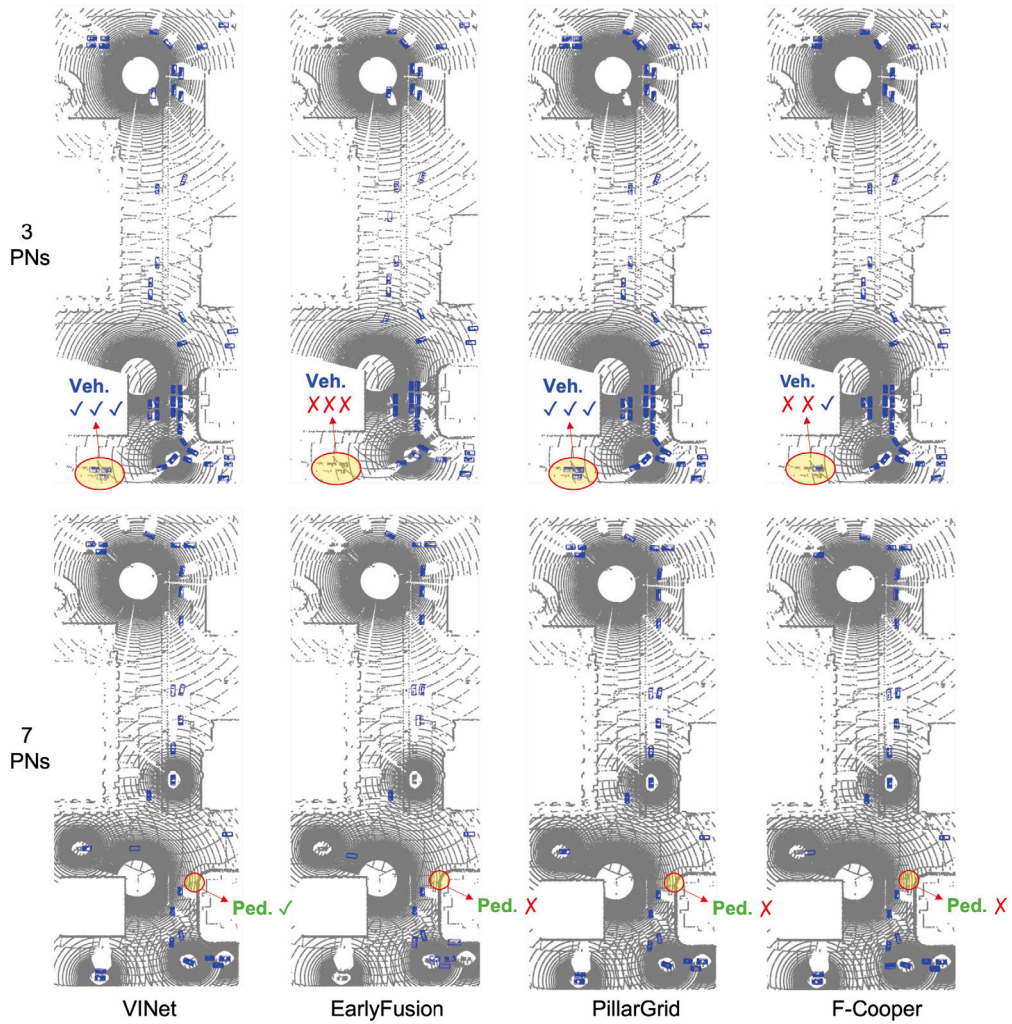 3
PNs
Veh.
✓ ✓ ✓
Veh.
✗✗✗
Veh.
✓ ✓ ✓
Veh.
✗ ✗ ✓
7
PNs
Ped. ✓
Ped. ✗
Ped. ✗
Ped. ✗
VINet
EarlyFusion
PillarGrid
F-Cooper